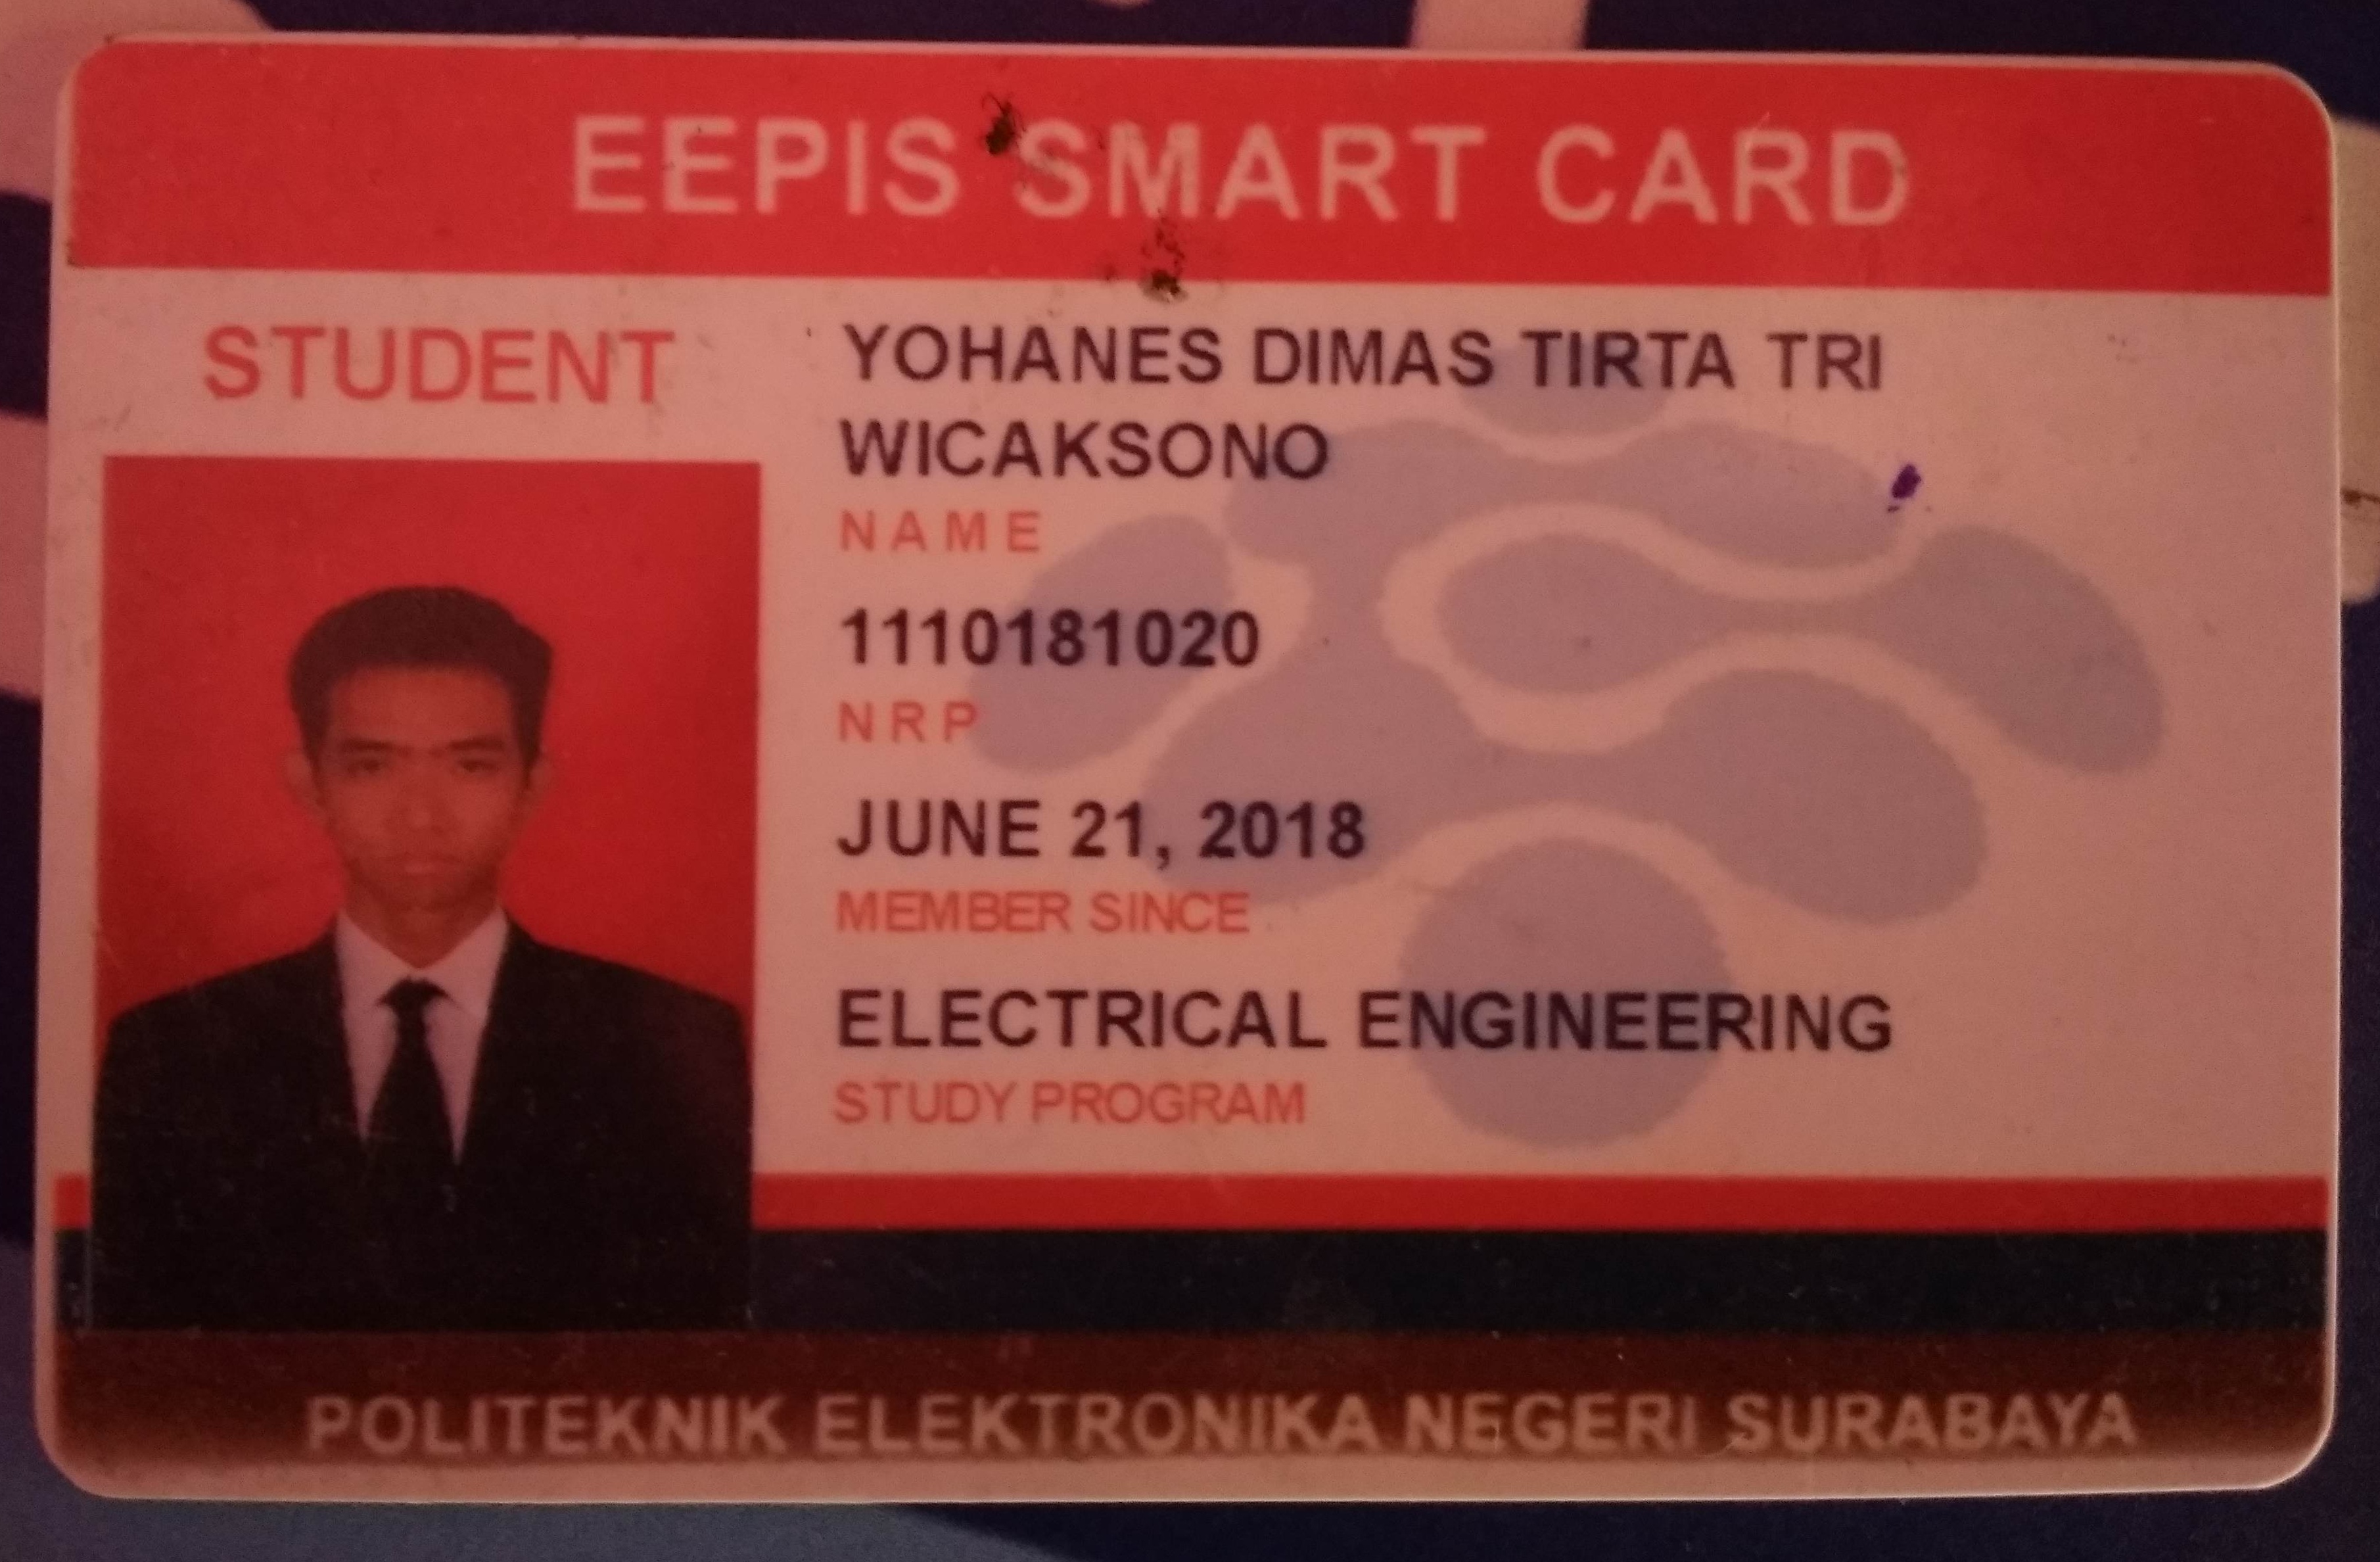 EEPIS SMART CARD
STUDENT
YOHANES DIMAS TIRTA TRI
WICAKSONO
NAME
1110181020
NRP
JUNE 21, 2018
MEMBER SINCE
ELECTRICAL ENGINEERING
STUDY PROGRAM
POLITEKNIK ELEKTRONIKA NEGERI SURABAYA